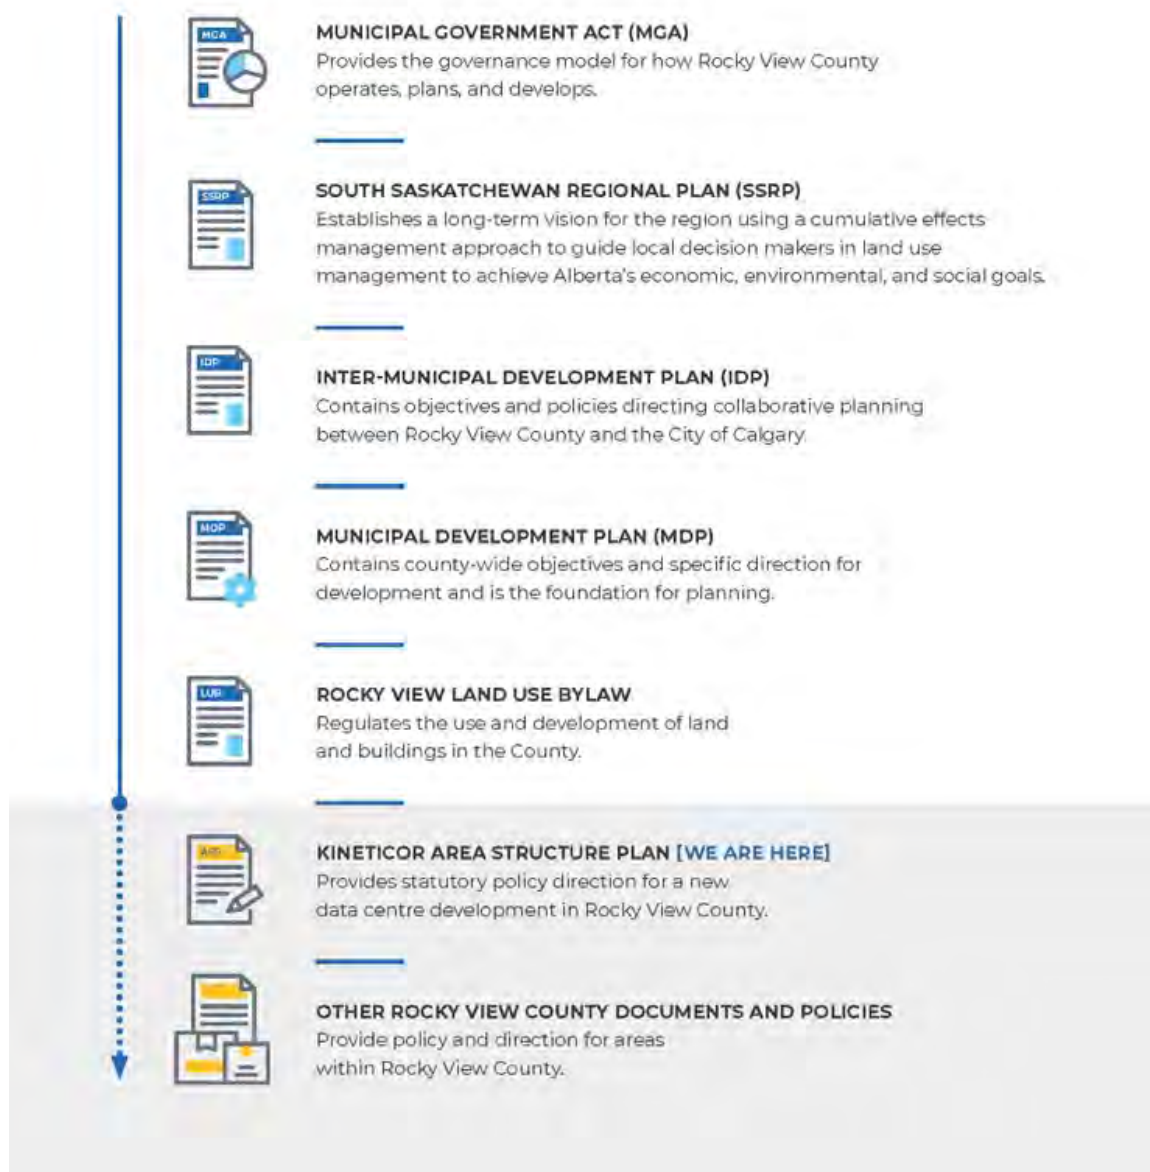 MGA
MUNICIPAL GOVERNMENT ACT (MGA)
Provides the governance model for how Rocky View County
operates, plans, and develops.
SSRP
SOUTH SASKATCHEWAN REGIONAL PLAN (SSRP)
Establishes a long-term vision for the region using a cumulative effects
management approach to guide local decision makers in land use
management to achieve Alberta's economic, environmental, and social goals.
IDP
INTER-MUNICIPAL DEVELOPMENT PLAN (IDP)
Contains objectives and policies directing collaborative planning
between Rocky View County and the City of Calgary
MDP
MUNICIPAL DEVELOPMENT PLAN (MDP)
Contains county-wide objectives and specific direction for
development and is the foundation for planning.
LUB
ROCKY VIEW LAND USE BYLAW
Regulates the use and development of land
and buildings in the County.
ASP
KINETICOR AREA STRUCTURE PLAN [WE ARE HERE]
Provides statutory policy direction for a new
data centre development in Rocky View County.
OTHER ROCKY VIEW COUNTY DOCUMENTS AND POLICIES
Provide policy and direction for areas
within Rocky View County.